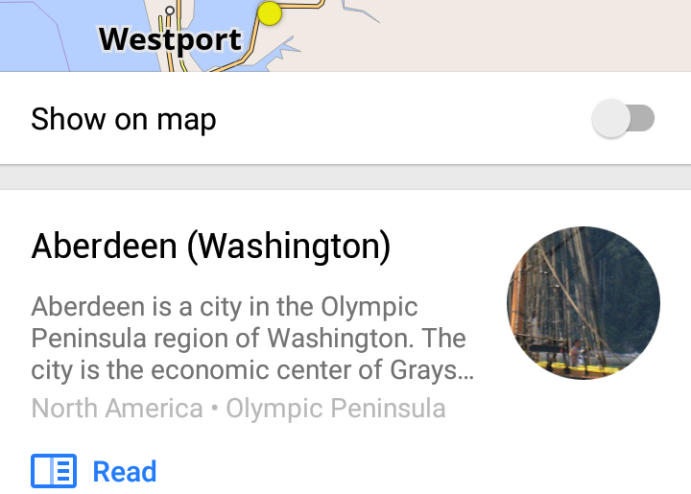 Westport
Show on map
Aberdeen (Washington)
Aberdeen is a city in the Olympic
Peninsula region of Washington. The
city is the economic center of Grays...
North America • Olympic Peninsula
Read